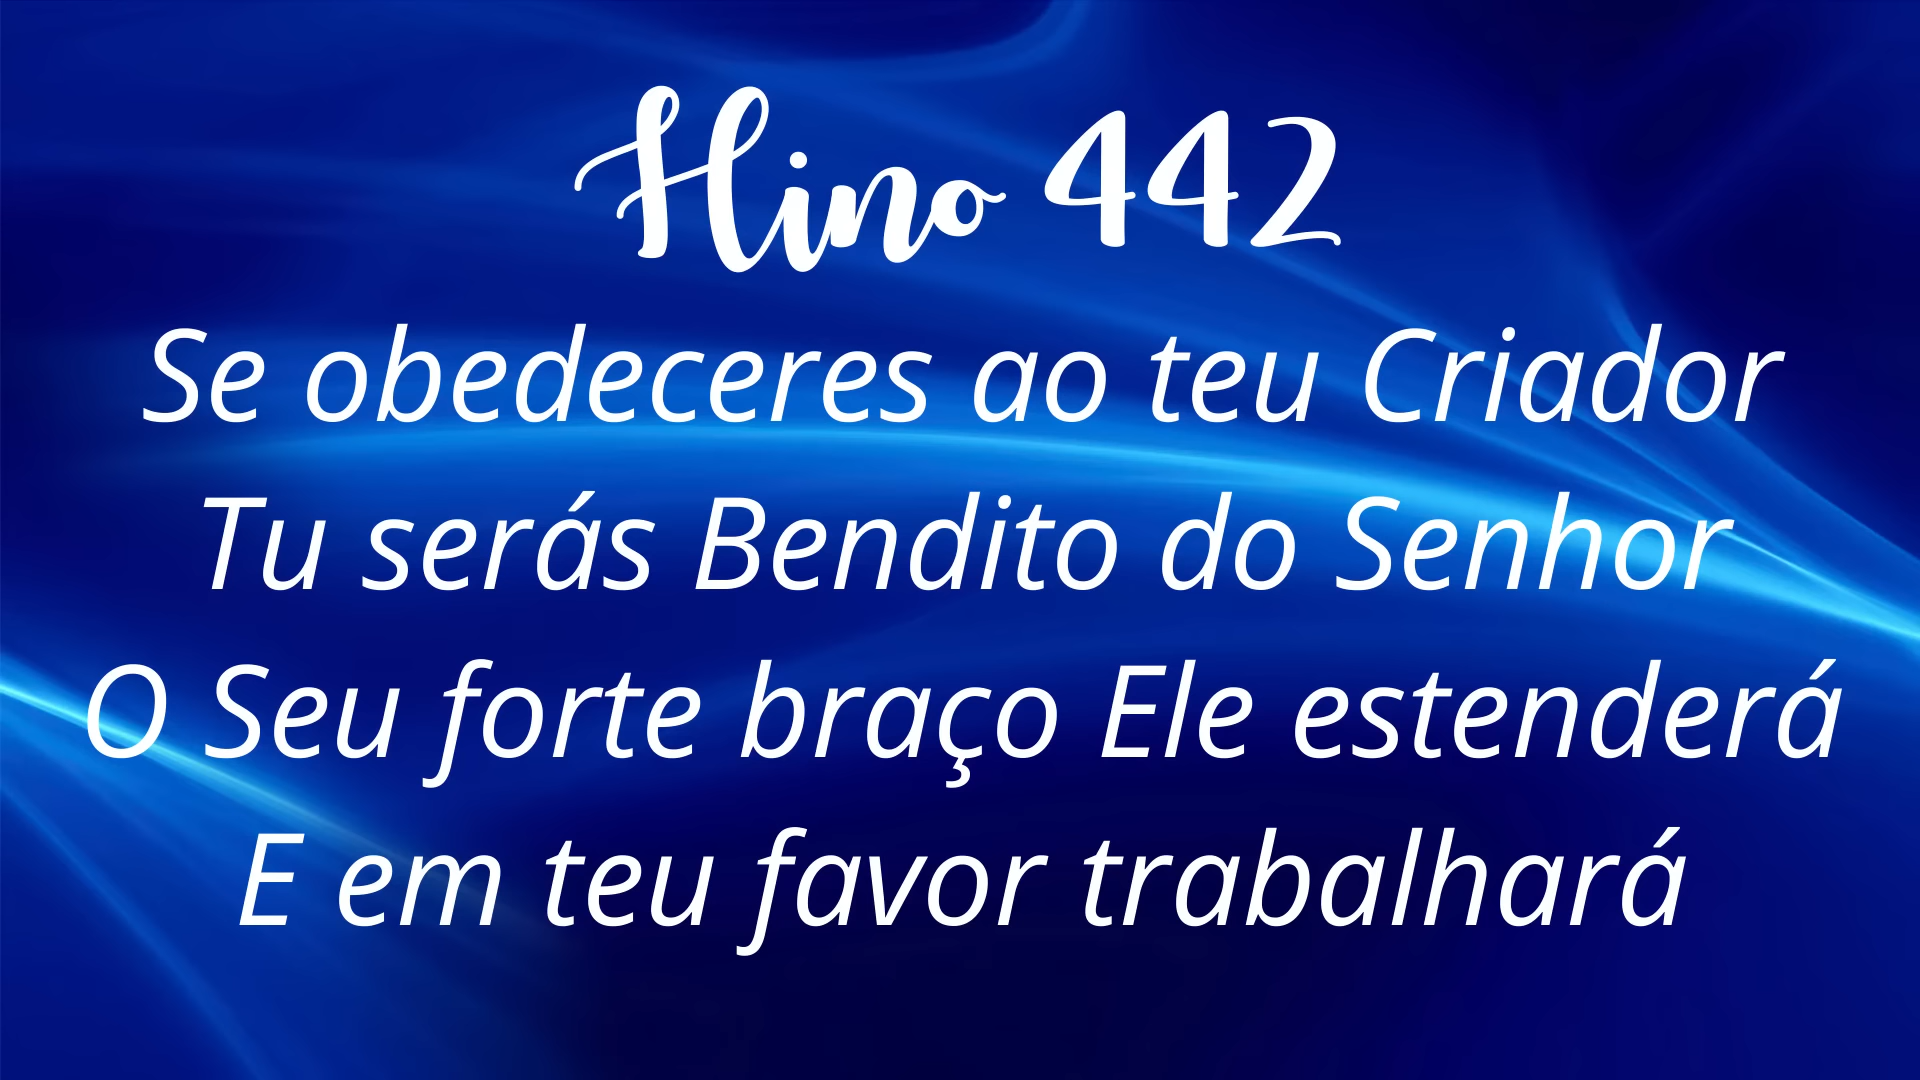 Hino 442
Se obedeceres ao teu Criador
Tu serás Bendito do Senhor
O Seu forte braço Ele estenderá
E em teu favor trabalhará